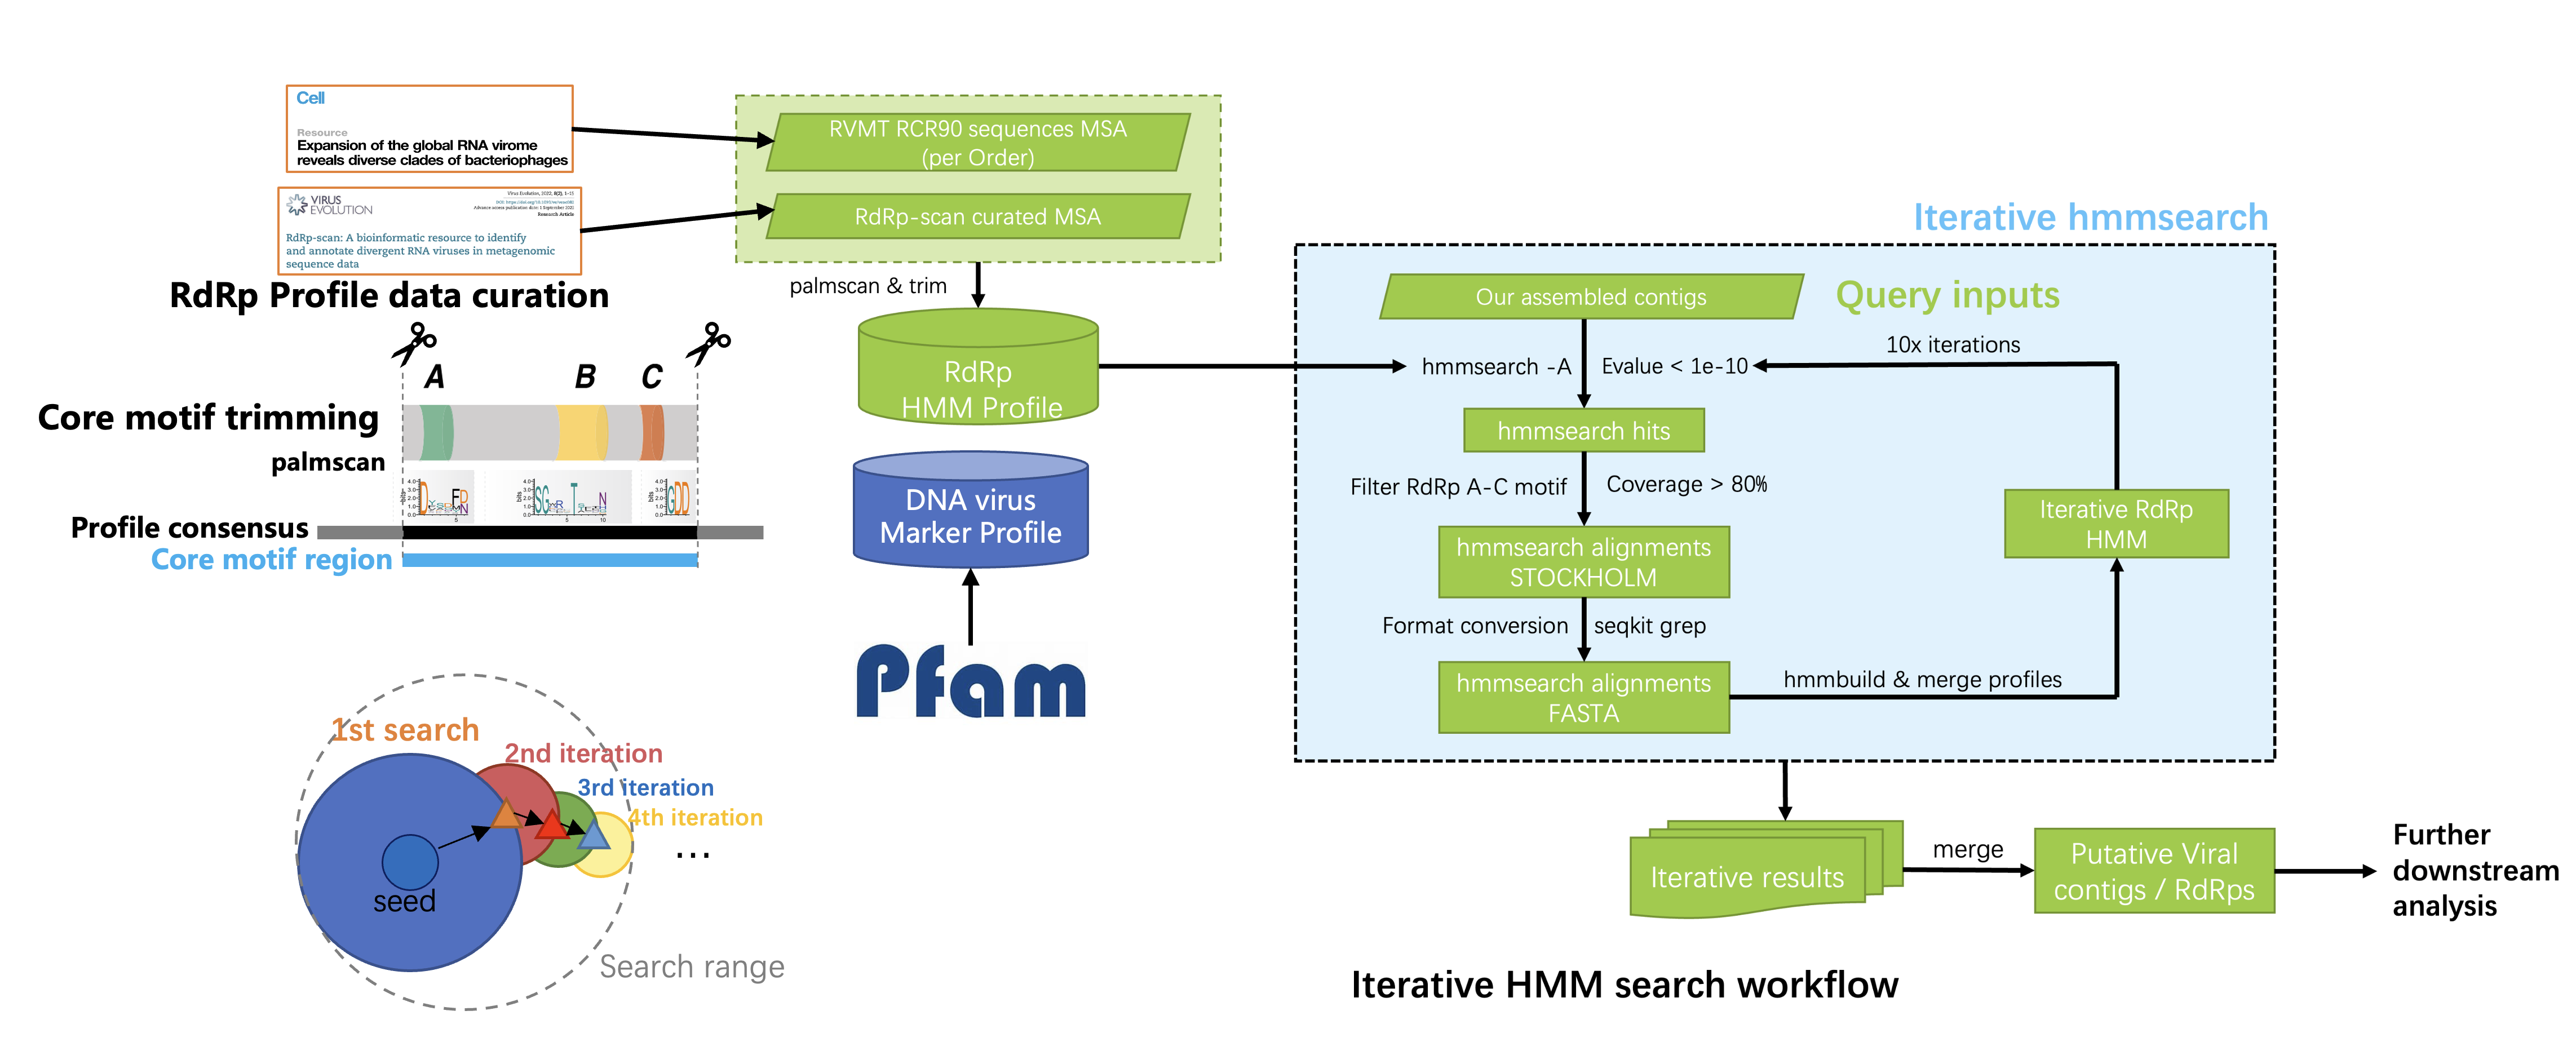 Cell
Resource
Expansion of the global RNA virome
reveals diverse clades of bacteriophages
VIRUS
EVOLUTION
Virus Evolution, 2022, 8(2), 1–15
Advance access publication date: 1 September 2022
Research Article
RdRp-scan: A bioinformatic resource to identify
and annotate divergent RNA viruses in metagenomic
sequence data
RdRp Profile data curation
RVMT RCR90 sequences MSA
(per Order)
RdRp-scan curated MSA
palmscan & trim
RdRp
HMM Profile
DNA virus
Marker Profile
Pfam
A B C
Core motif trimming
palmscan
Profile consensus
Core motif region
1st search
2nd iteration
3rd iteration
4th iteration
...
seed
Search range
Iterative hmmsearch
Our assembled contigs
Query inputs
10x iterations
hmmsearch -A
Evalue < 1e-10
hmmsearch hits
Filter RdRp A-C motif
Coverage > 80%
hmmsearch alignments
STOCKHOLM
Iterative RdRp
HMM
Format conversion
seqkit grep
hmmsearch alignments
FASTA
hmmbuild & merge profiles
Iterative results
merge
Putative Viral
contigs / RdRps
Further
downstream
analysis
Iterative HMM search workflow